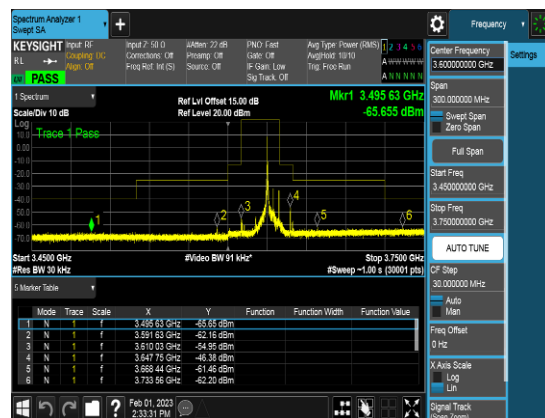 Spectrum Analyzer 1
Swept SA
Frequency
KEYSIGHT
Input: RF
Coupling: DC
Align: Off
Input Z: 50 Ω
Corrections: Off
Freq Ref: Int (S)
#Atten: 22 dB
Preamp: Off
Source: Off
PNO: Fast
Gate: Off
IF Gain: Low
Sig Track: Off
Avg Type: Power (RMS)
Avg|Hold: 10/10
Trig: Free Run
1 2 3 4 5 6
A W W W W W
A N N N N N
RL
PASS
1 Spectrum
Scale/Div 10 dB
Ref Lvl Offset 15.00 dB
Ref Level 20.00 dBm
Mkr1 3.495 63 GHz
-65.655 dBm
Log
Trace 1 Pass
10.0
0.00
-10.0
-20.0
-30.0
-40.0
-50.0
-60.0
-70.0
1
2
3
4
5
6
Start 3.4500 GHz
#Res BW 30 kHz
#Video BW 91 kHz*
Stop 3.7500 GHz
#Sweep ~1.00 s (30001 pts)
5 Marker Table
Mode Trace Scale X Y Function Function Width Function Value
1 N 1 f 3.495 63 GHz -65.65 dBm
2 N 1 f 3.591 63 GHz -62.16 dBm
3 N 1 f 3.610 03 GHz -54.95 dBm
4 N 1 f 3.647 75 GHz -46.38 dBm
5 N 1 f 3.668 44 GHz -61.46 dBm
6 N 1 f 3.733 56 GHz -62.20 dBm
Feb 01, 2023
2:33:31 PM
Center Frequency
3.600000000 GHz
Settings
Span
300.000000 MHz
Swept Span
Zero Span
Full Span
Start Freq
3.450000000 GHz
Stop Freq
3.750000000 GHz
AUTO TUNE
CF Step
30.000000 MHz
Auto
Man
Freq Offset
0 Hz
X Axis Scale
Log
Lin
Signal Track
(Span Zoom)